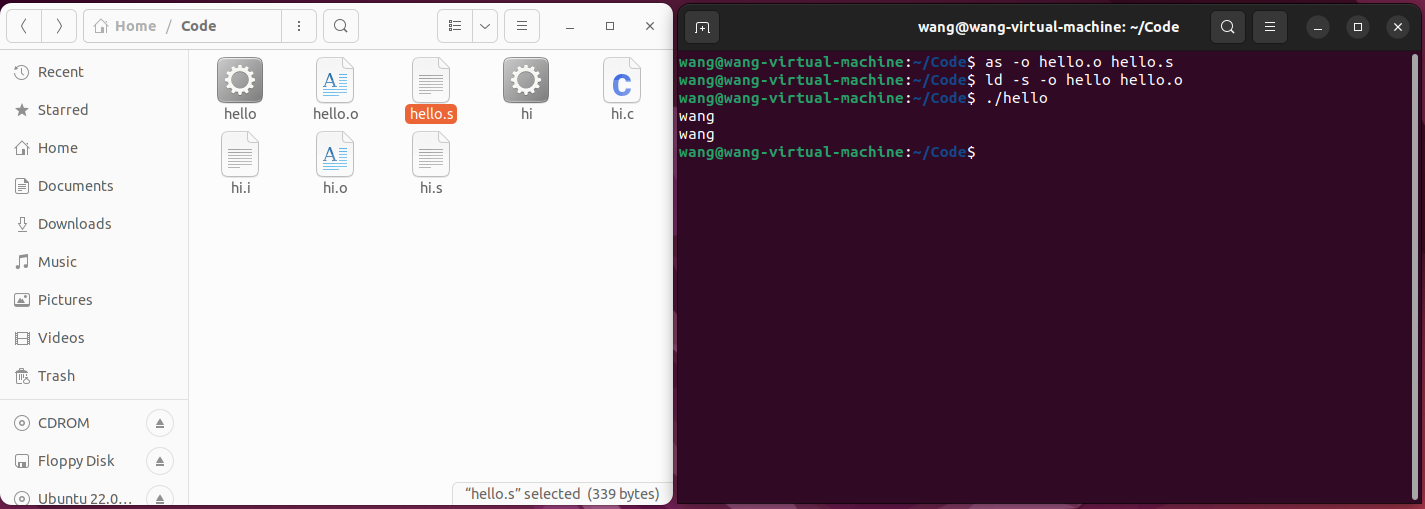 Home / Code
Recent
Starred
Home
Documents
Downloads
Music
Pictures
Videos
Trash
CDROM
Floppy Disk
Ubuntu 22.0…
hello
hello.o
hello.s
hi
hi.c
hi.i
hi.o
hi.s
“hello.s” selected (339 bytes)
wang@wang-virtual-machine: ~/Code
wang@wang-virtual-machine:~/Code$ as -o hello.o hello.s
wang@wang-virtual-machine:~/Code$ ld -s -o hello hello.o
wang@wang-virtual-machine:~/Code$ ./hello
wang
wang
wang@wang-virtual-machine:~/Code$